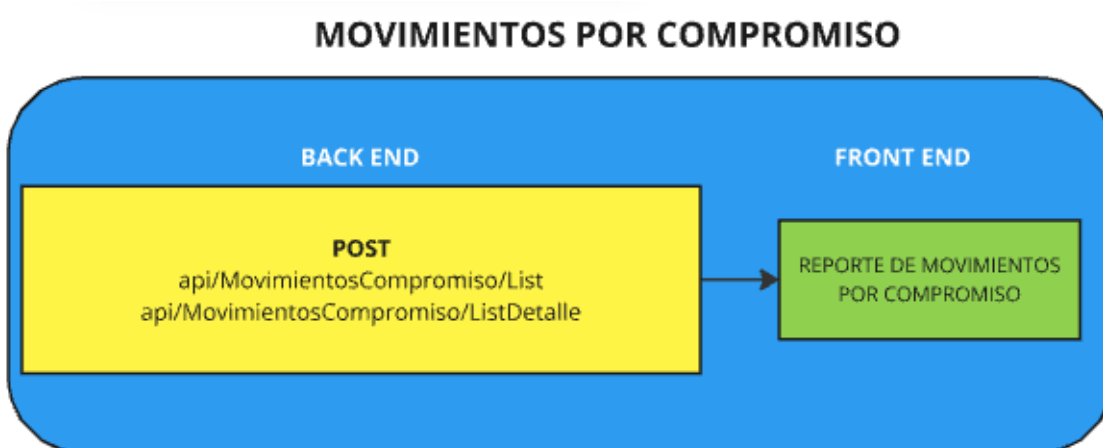 MOVIMIENTOS POR COMPROMISO
BACK END
FRONT END
POST
api/MovimientosCompromiso/List
api/MovimientosCompromiso/ListDetalle
REPORTE DE MOVIMIENTOS
POR COMPROMISO